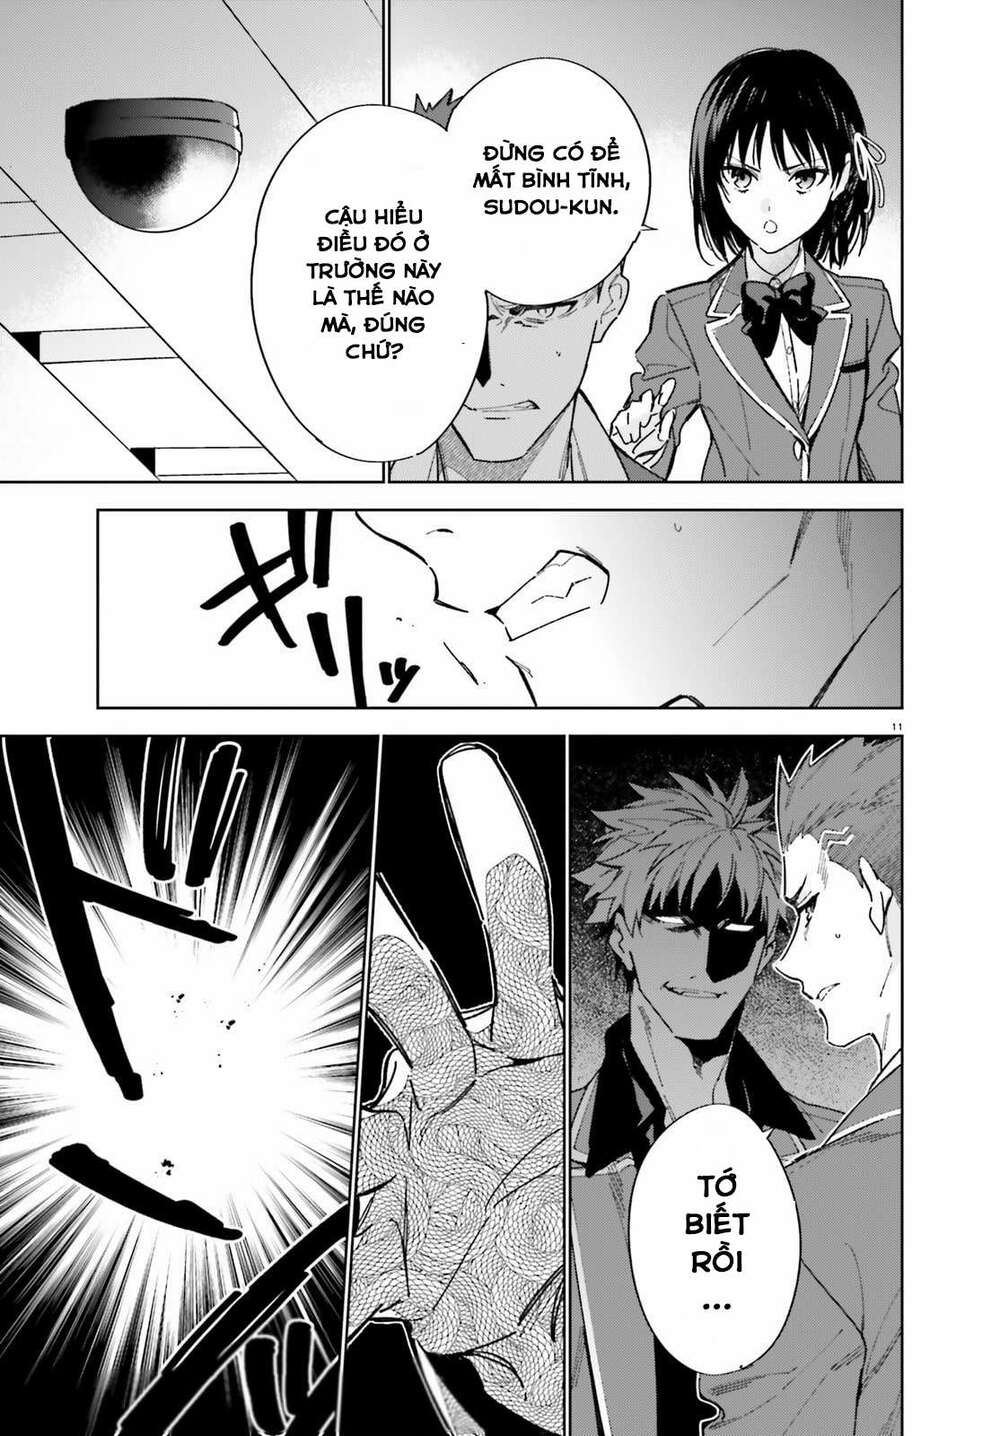 ĐỪNG CÓ ĐỂ
MẤT BÌNH TĨNH,
SUDOU-KUN.
CẬU HIỂU
ĐIỀU ĐÓ Ở
TRƯỜNG NÀY
LÀ THẾ NÀO
MÀ, ĐÚNG
CHỨ?
ギリッ
11
TỚ
BIẾT
RỒI
...